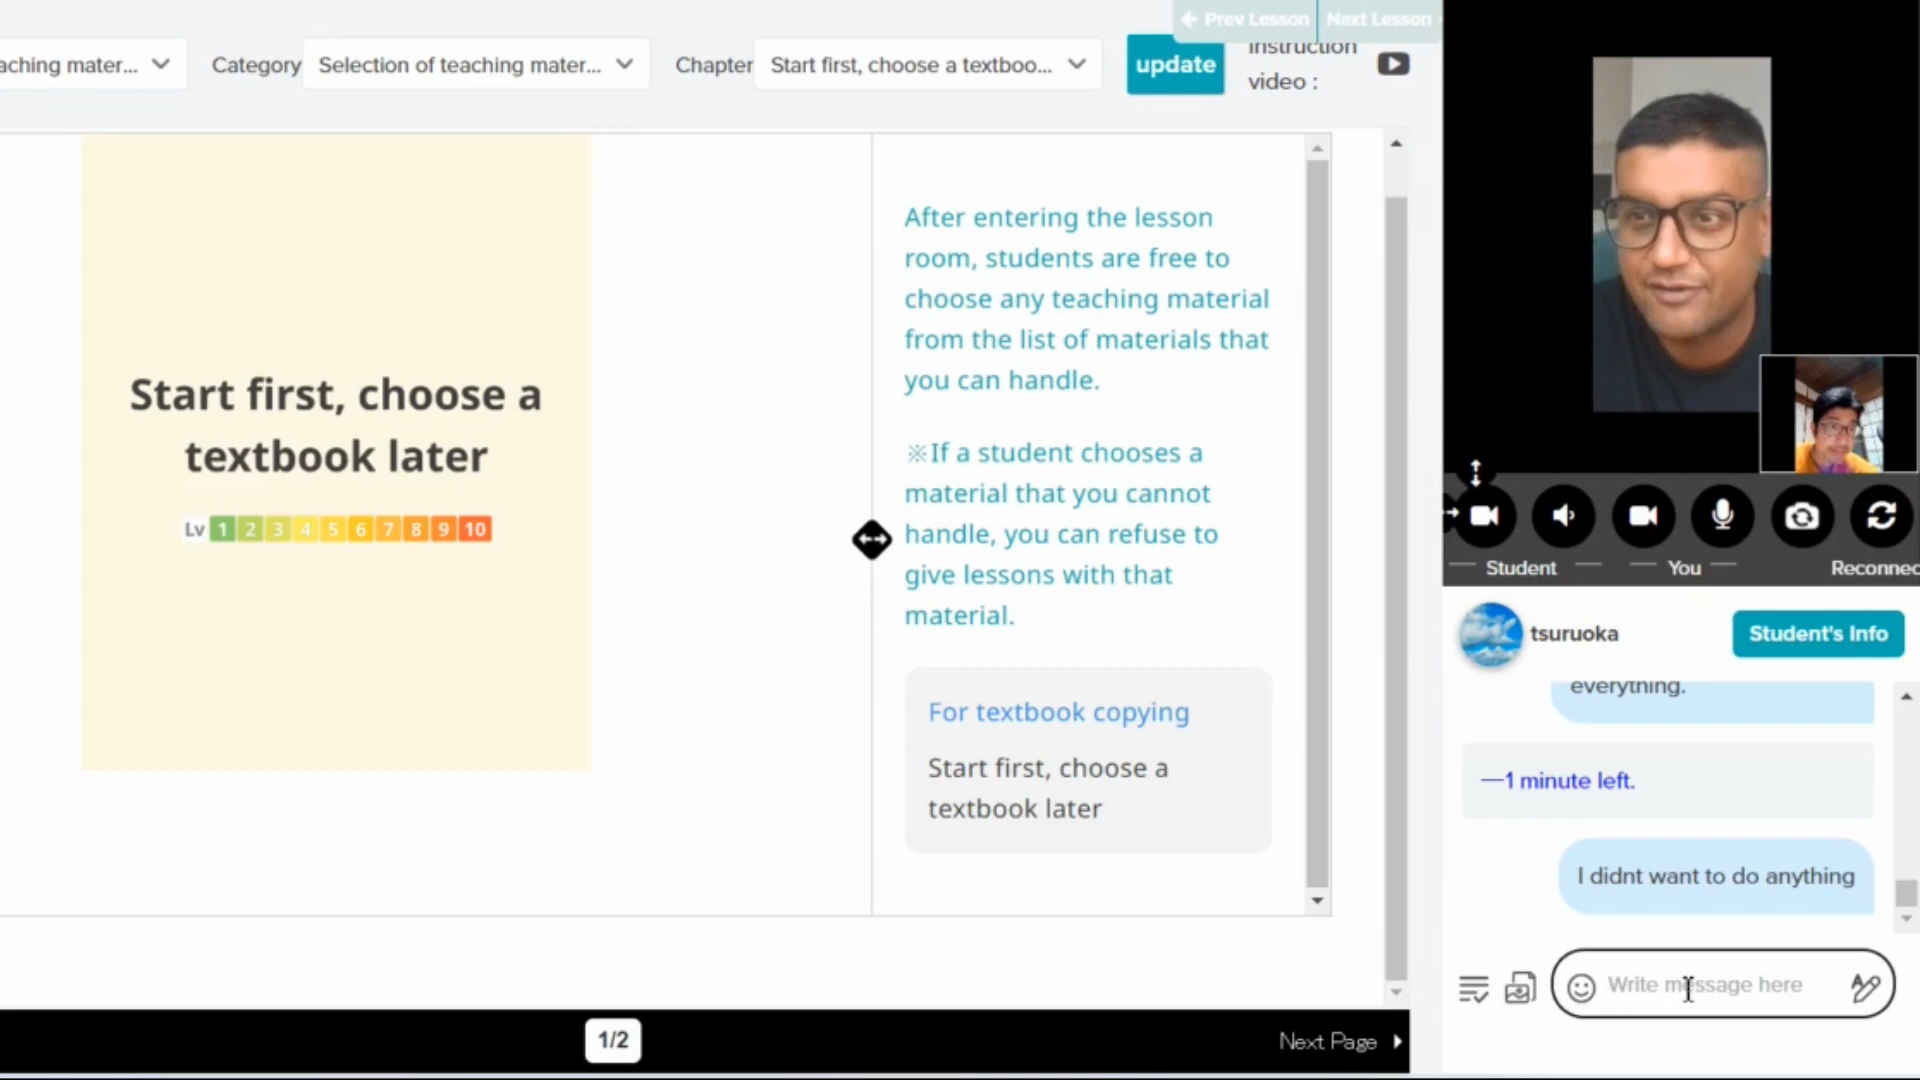 Prev Lesson
Next Lesson
aching mater...
Category
Selection of teaching mater...
Chapter
Start first, choose a textboo...
update
Instruction
video :
Start first, choose a
textbook later
Lv 1 2 3 4 5 6 7 8 9 10
After entering the lesson
room, students are free to
choose any teaching material
from the list of materials that
you can handle.
※If a student chooses a
material that you cannot
handle, you can refuse to
give lessons with that
material.
For textbook copying
Start first, choose a
textbook later
1/2
Next Page
Student
You
Reconnec
tsuruoka
Student's Info
everything.
—1 minute left.
I didnt want to do anything
Write message here